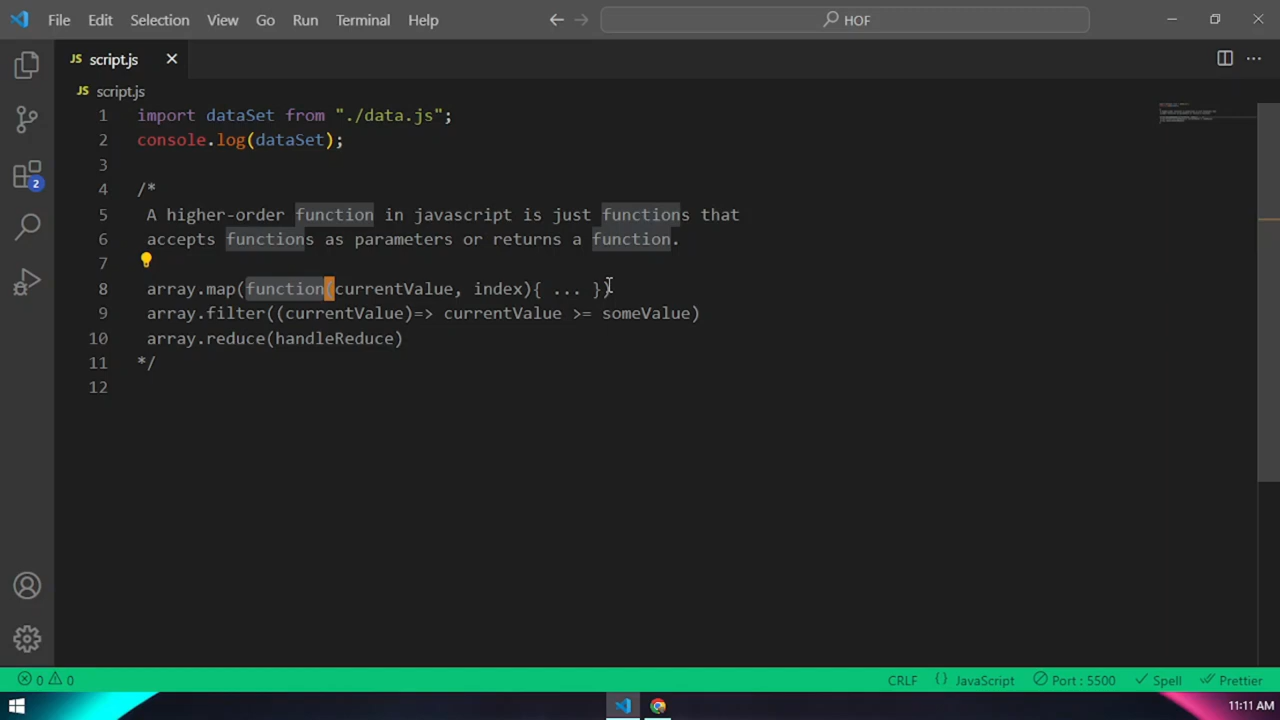 File Edit Selection View Go Run Terminal Help
HOF
JS script.js
JS script.js
1 import dataSet from "./data.js";
2 console.log(dataSet);
3
4 /*
5 A higher-order function in javascript is just functions that
6 accepts functions as parameters or returns a function.
7
8 array.map(function(currentValue, index){ ... })
9 array.filter((currentValue)=> currentValue >= someValue)
10 array.reduce(handleReduce)
11 */
12
2
0 0
CRLF {} JavaScript Port : 5500 Spell Prettier
11:11 AM